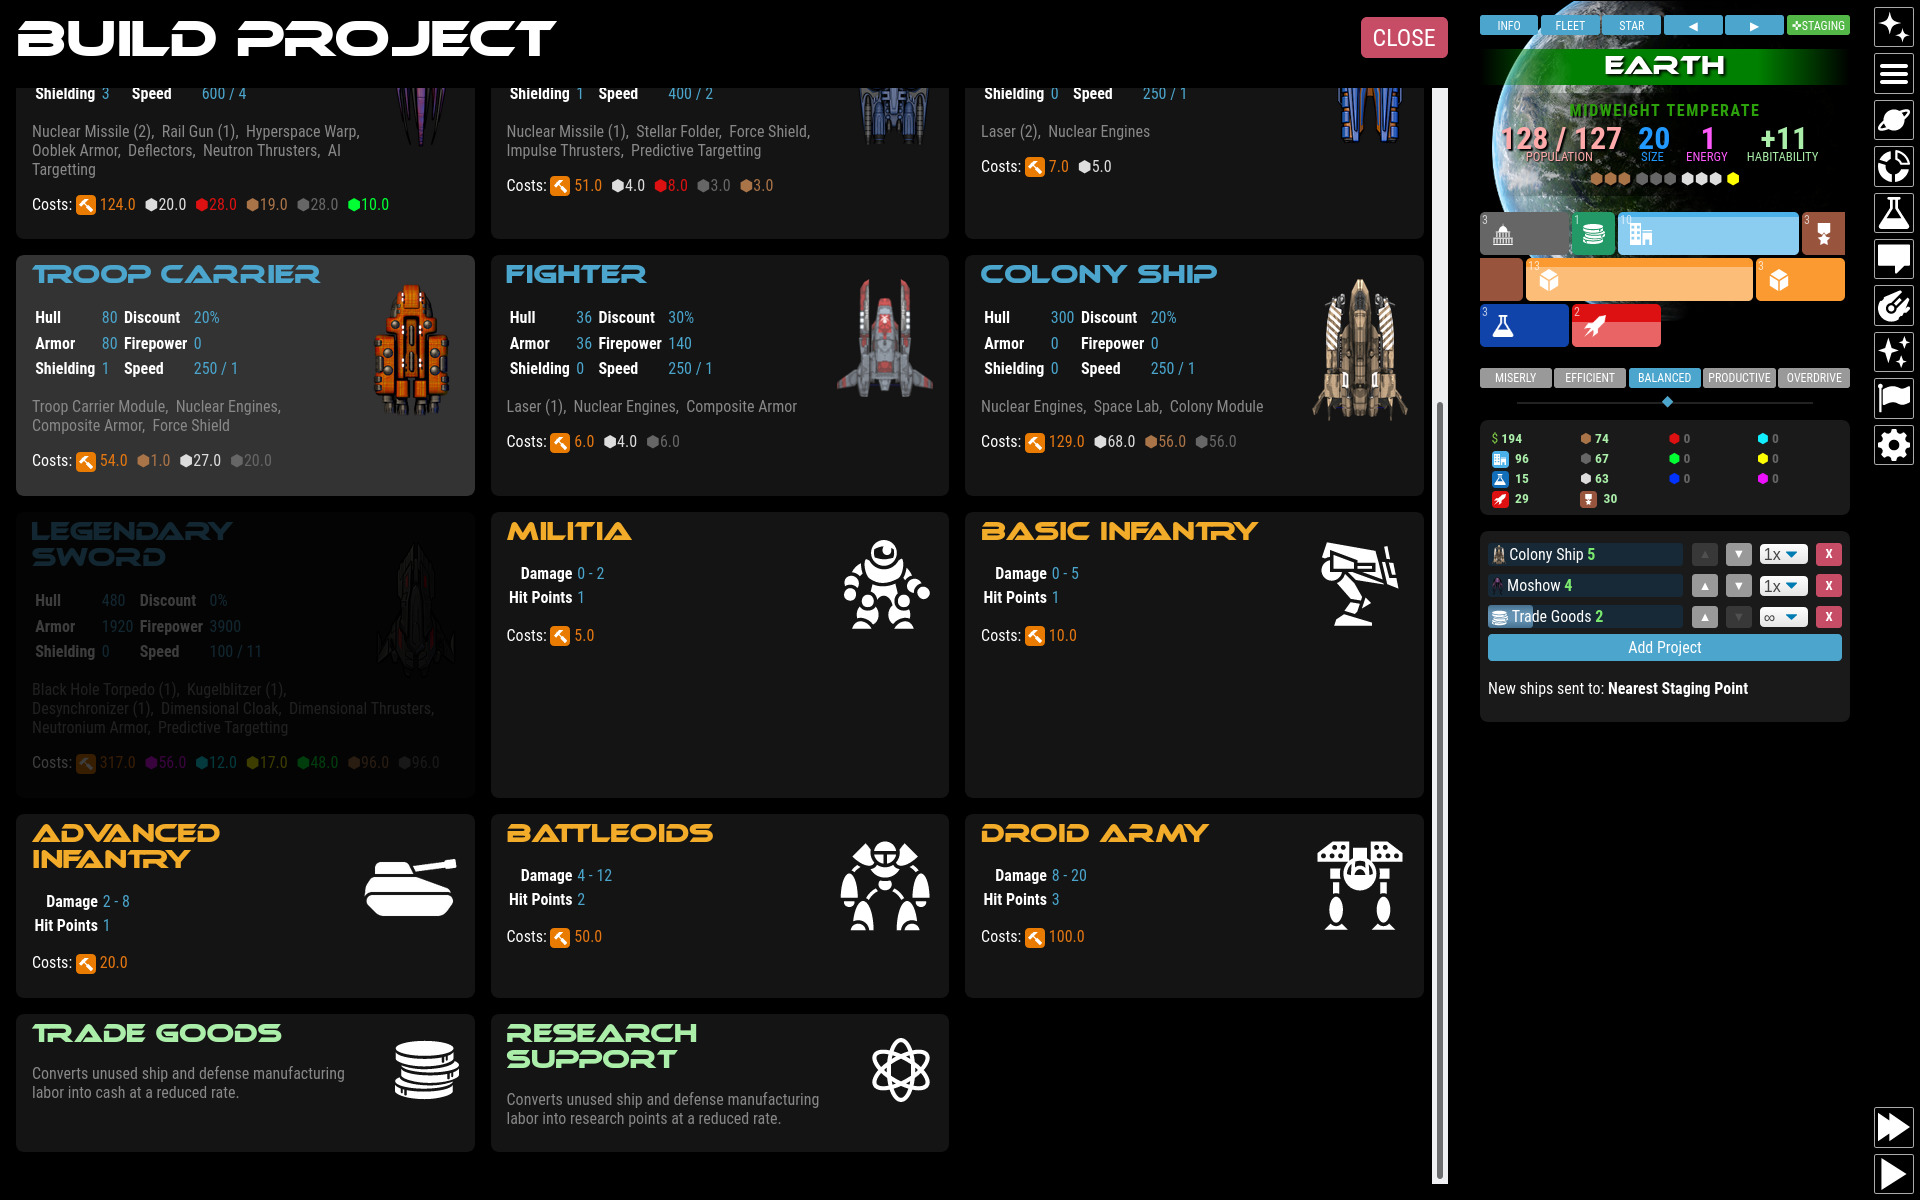 BUILD PROJECT
CLOSE
Shielding 3 Speed 600 / 4
Nuclear Missile (2), Rail Gun (1), Hyperspace Warp,
Ooblek Armor, Deflectors, Neutron Thrusters, AI
Targetting
Costs: 124.0 20.0 28.0 19.0 28.0 10.0
Shielding 1 Speed 400 / 2
Nuclear Missile (1), Stellar Folder, Force Shield,
Impulse Thrusters, Predictive Targetting
Costs: 51.0 4.0 8.0 3.0 3.0
Shielding 0 Speed 250 / 1
Laser (2), Nuclear Engines
Costs: 7.0 5.0
TROOP CARRIER
Hull 80 Discount 20%
Armor 80 Firepower 0
Shielding 1 Speed 250 / 1
Troop Carrier Module, Nuclear Engines,
Composite Armor, Force Shield
Costs: 54.0 1.0 27.0 20.0
FIGHTER
Hull 36 Discount 30%
Armor 36 Firepower 140
Shielding 0 Speed 250 / 1
Laser (1), Nuclear Engines, Composite Armor
Costs: 6.0 4.0 6.0
COLONY SHIP
Hull 300 Discount 20%
Armor 0 Firepower 0
Shielding 0 Speed 250 / 1
Nuclear Engines, Space Lab, Colony Module
Costs: 129.0 68.0 56.0 56.0
LEGENDARY
SWORD
Hull 480 Discount 0%
Armor 1920 Firepower 3900
Shielding 0 Speed 100 / 11
Black Hole Torpedo (1), Kugelblitzer (1),
Desynchronizer (1), Dimensional Cloak, Dimensional Thrusters,
Neutronium Armor, Predictive Targetting
Costs: 317.0 56.0 12.0 17.0 48.0 96.0 96.0
MILITIA
Damage 0 - 2
Hit Points 1
Costs: 5.0
BASIC INFANTRY
Damage 0 - 5
Hit Points 1
Costs: 10.0
ADVANCED
INFANTRY
Damage 2 - 8
Hit Points 1
Costs: 20.0
BATTLEOIDS
Damage 4 - 12
Hit Points 2
Costs: 50.0
DROID ARMY
Damage 8 - 20
Hit Points 3
Costs: 100.0
TRADE GOODS
Converts unused ship and defense manufacturing
labor into cash at a reduced rate.
RESEARCH
SUPPORT
Converts unused ship and defense manufacturing
labor into research points at a reduced rate.
INFO FLEET STAR ◀ ▶ STAGING
EARTH
MIDWEIGHT TEMPERATE
128 / 127 20 1 +11
POPULATION SIZE ENERGY HABITABILITY
3 1 10 3
13 3
3 2
MISERLY EFFICIENT BALANCED PRODUCTIVE OVERDRIVE
$ 194 74 0 0
96 67 0 0
15 63 0 0
29 30
Colony Ship 5 ▲ ▼ 1x X
Moshow 4 ▲ ▼ 1x X
Trade Goods 2 ▲ ▼ ∞ X
Add Project
New ships sent to: Nearest Staging Point